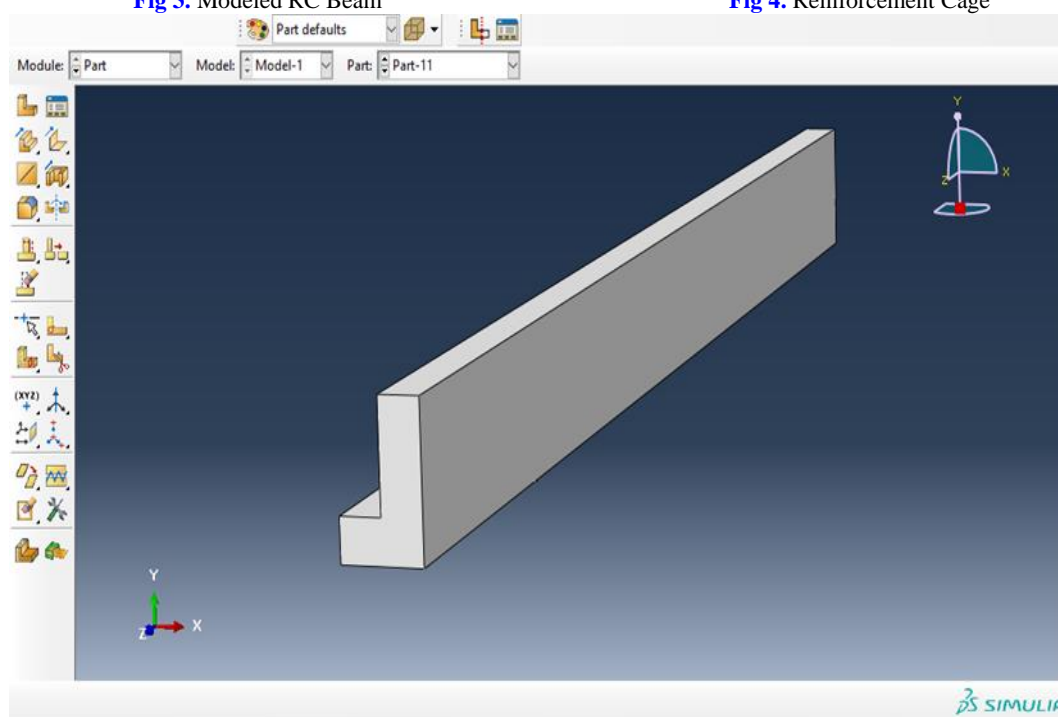 Fig 3. Modeled RC Beam
Fig 4. Reinforcement Cage
Part defaults
Module: Part Model: Model-1 Part: Part-11
Y
Z X
(XYZ)
Y
Z X
SIMULIA